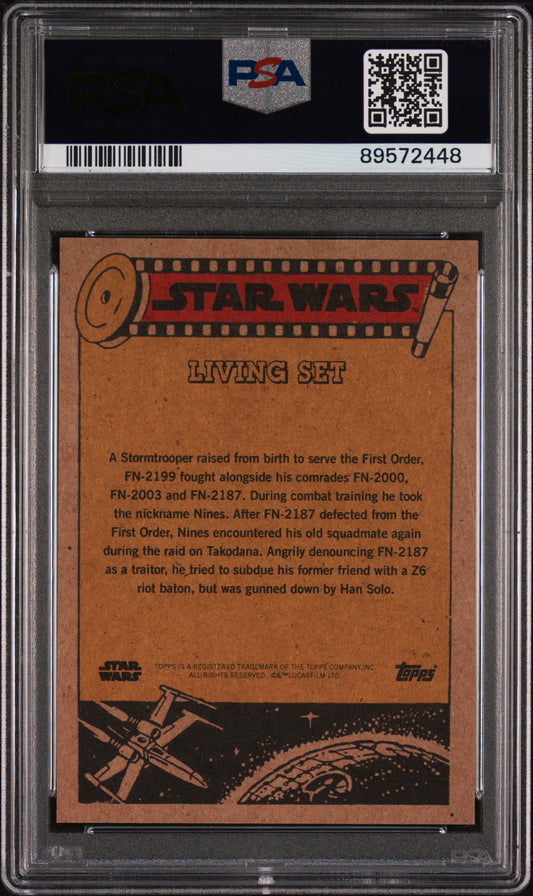 PSA
PSA
89572448
STAR WARS™
LIVING SET
A Stormtrooper raised from birth to serve the First Order,
FN-2199 fought alongside his comrades FN-2000,
FN-2003 and FN-2187. During combat training he took
the nickname Nines. After FN-2187 defected from the
First Order, Nines encountered his old squadmate again
during the raid on Takodana. Angrily denouncing FN-2187
as a traitor, he tried to subdue his former friend with a Z6
riot baton, but was gunned down by Han Solo.
STAR
WARS
TOPPS IS A REGISTERED TRADEMARK OF THE TOPPS COMPANY, INC.
ALL RIGHTS RESERVED. ©&™LUCASFILM LTD.
topps
PSA